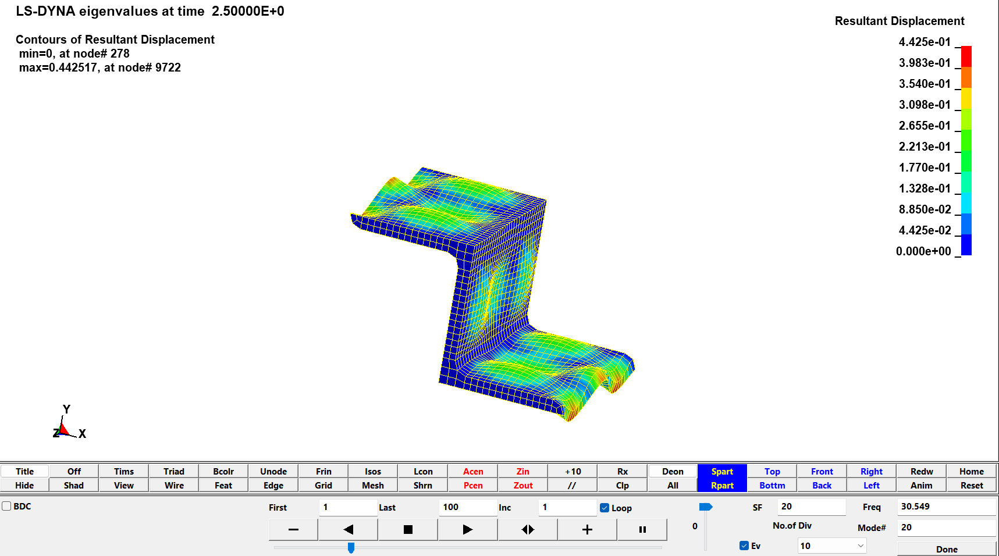 LS-DYNA eigenvalues at time  2.50000E+0
Contours of Resultant Displacement
min=0, at node# 278
max=0.442517, at node# 9722
Resultant Displacement
4.425e-01
3.983e-01
3.540e-01
3.098e-01
2.655e-01
2.213e-01
1.770e-01
1.328e-01
8.850e-02
4.425e-02
0.000e+00
Y
Z X
Title Off Tims Triad Bcolr Unode Frin Isos Lcon Acen Zin +10 Rx Deon Spart Top Front Right Redw Home
Hide Shad View Wire Feat Edge Grid Mesh Shrn Pcen Zout // Clp All Rpart Bottm Back Left Anim Reset
BDC First 1 Last 100 Inc 1 Loop SF 20 Freq 30.549
0 No.of Div Mode# 20
Ev 10 Done